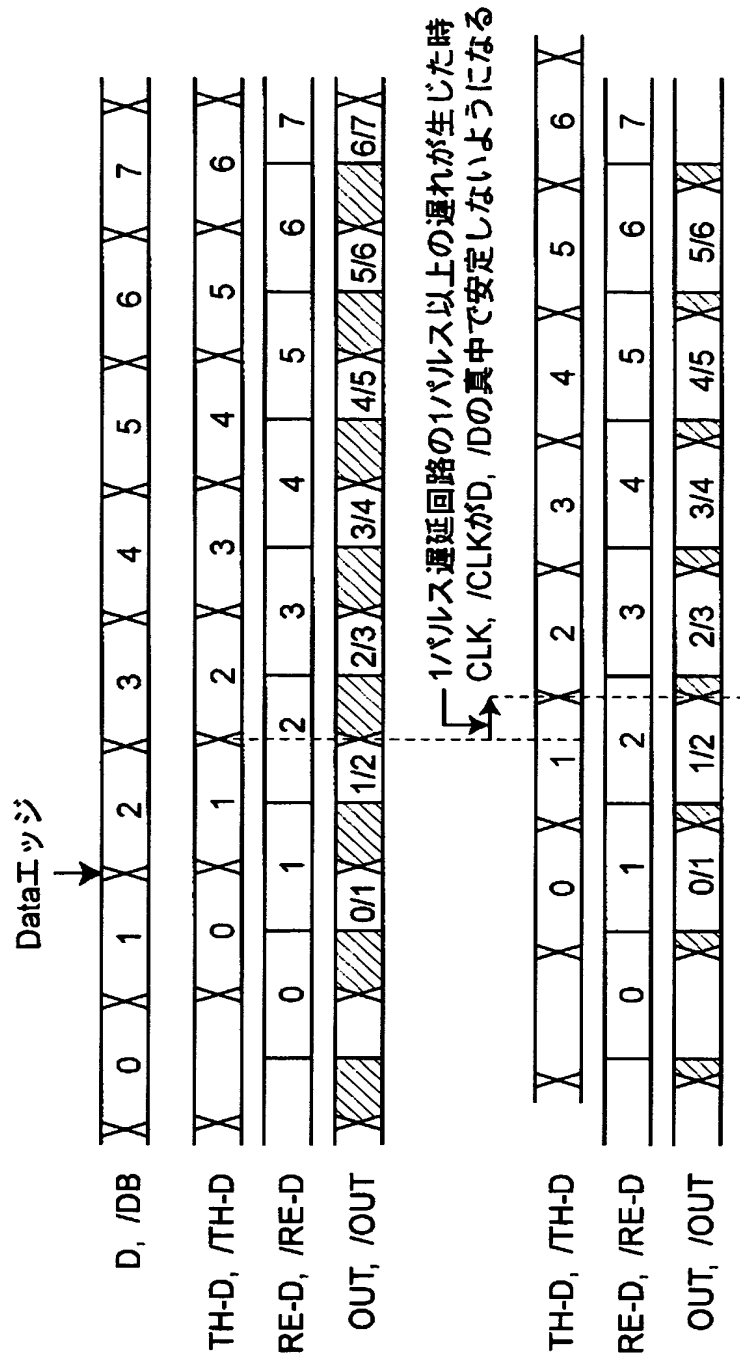 Dataエッジ
D, /DB 0 1 2 3 4 5 6 7
TH-D, /TH-D 0 1 2 3 4 5 6
RE-D, /RE-D 0 1 2 3 4 5 6 7
OUT, /OUT 0/1 1/2 2/3 3/4 4/5 5/6 6/7
1パルス遅延回路の1パルス以上の遅れが生じた時
CLK, /CLKがD, /Dの真中で安定しないようになる
TH-D, /TH-D 0 1 2 3 4 5 6
RE-D, /RE-D 0 1 2 3 4 5 6 7
OUT, /OUT 0/1 1/2 2/3 3/4 4/5 5/6